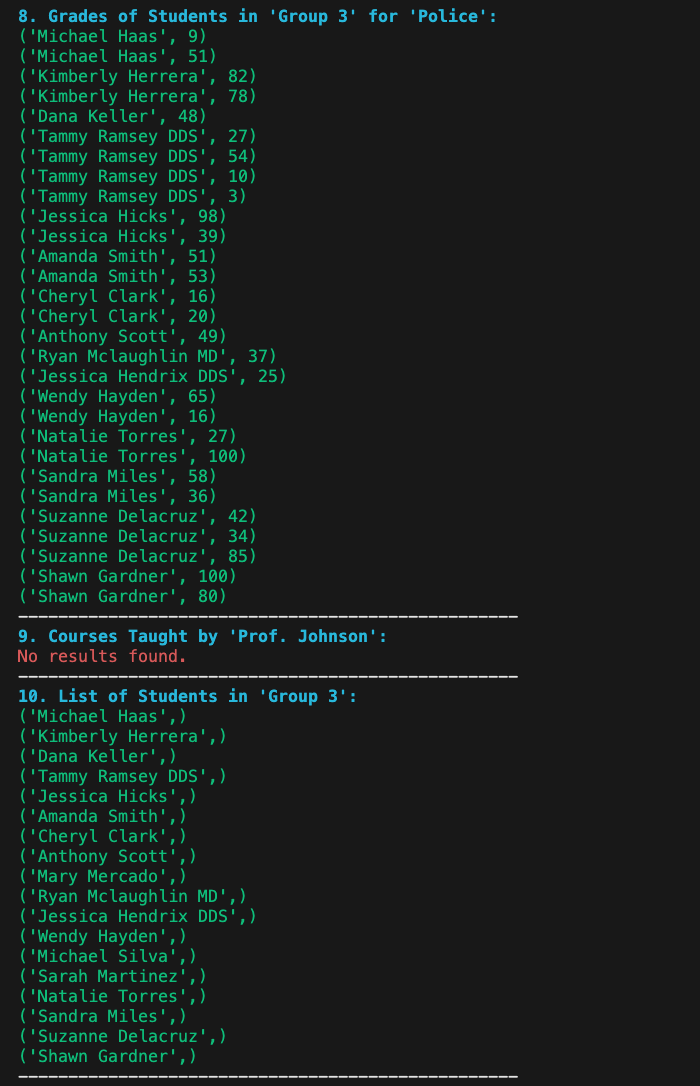 8. Grades of Students in 'Group 3' for 'Police':
('Michael Haas', 9)
('Michael Haas', 51)
('Kimberly Herrera', 82)
('Kimberly Herrera', 78)
('Dana Keller', 48)
('Tammy Ramsey DDS', 27)
('Tammy Ramsey DDS', 54)
('Tammy Ramsey DDS', 10)
('Tammy Ramsey DDS', 3)
('Jessica Hicks', 98)
('Jessica Hicks', 39)
('Amanda Smith', 51)
('Amanda Smith', 53)
('Cheryl Clark', 16)
('Cheryl Clark', 20)
('Anthony Scott', 49)
('Ryan Mclaughlin MD', 37)
('Jessica Hendrix DDS', 25)
('Wendy Hayden', 65)
('Wendy Hayden', 16)
('Natalie Torres', 27)
('Natalie Torres', 100)
('Sandra Miles', 58)
('Sandra Miles', 36)
('Suzanne Delacruz', 42)
('Suzanne Delacruz', 34)
('Suzanne Delacruz', 85)
('Shawn Gardner', 100)
('Shawn Gardner', 80)
--------------------------------------------------
9. Courses Taught by 'Prof. Johnson':
No results found.
--------------------------------------------------
10. List of Students in 'Group 3':
('Michael Haas',)
('Kimberly Herrera',)
('Dana Keller',)
('Tammy Ramsey DDS',)
('Jessica Hicks',)
('Amanda Smith',)
('Cheryl Clark',)
('Anthony Scott',)
('Mary Mercado',)
('Ryan Mclaughlin MD',)
('Jessica Hendrix DDS',)
('Wendy Hayden',)
('Michael Silva',)
('Sarah Martinez',)
('Natalie Torres',)
('Sandra Miles',)
('Suzanne Delacruz',)
('Shawn Gardner',)
--------------------------------------------------